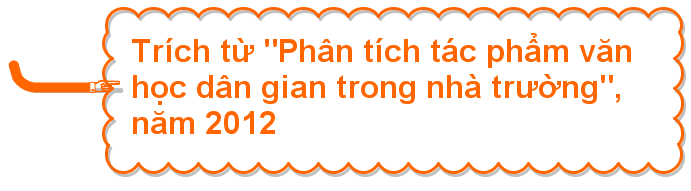 Trích từ "Phân tích tác phẩm văn
học dân gian trong nhà trường",
năm 2012